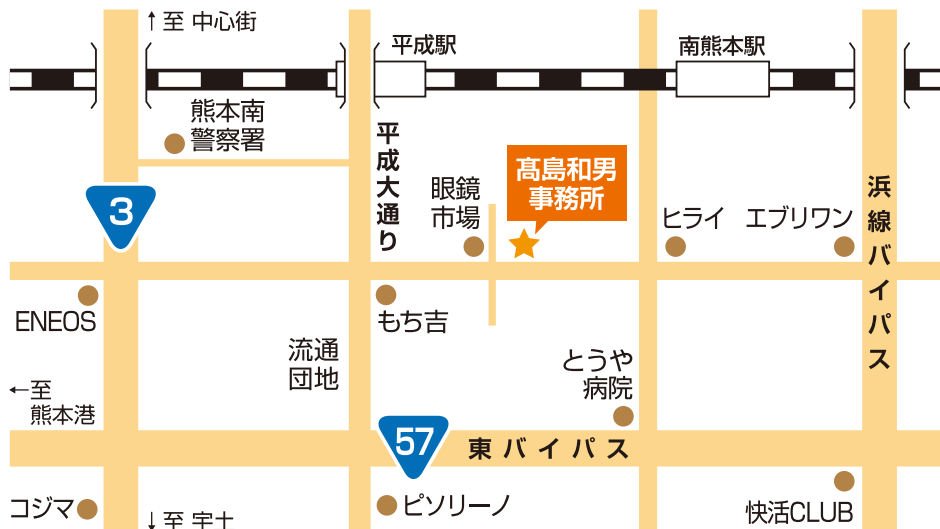 ↑至 中心街
平成駅
南熊本駅
熊本南
警察署
平成大通り
髙島和男
事務所
眼鏡
市場
ヒライ
エブリワン
浜線バイパス
3
ENEOS
もち吉
流通
団地
とうや
病院
←至
熊本港
57
東バイパス
コジマ
↓至 宇土
ピソリーノ
快活CLUB